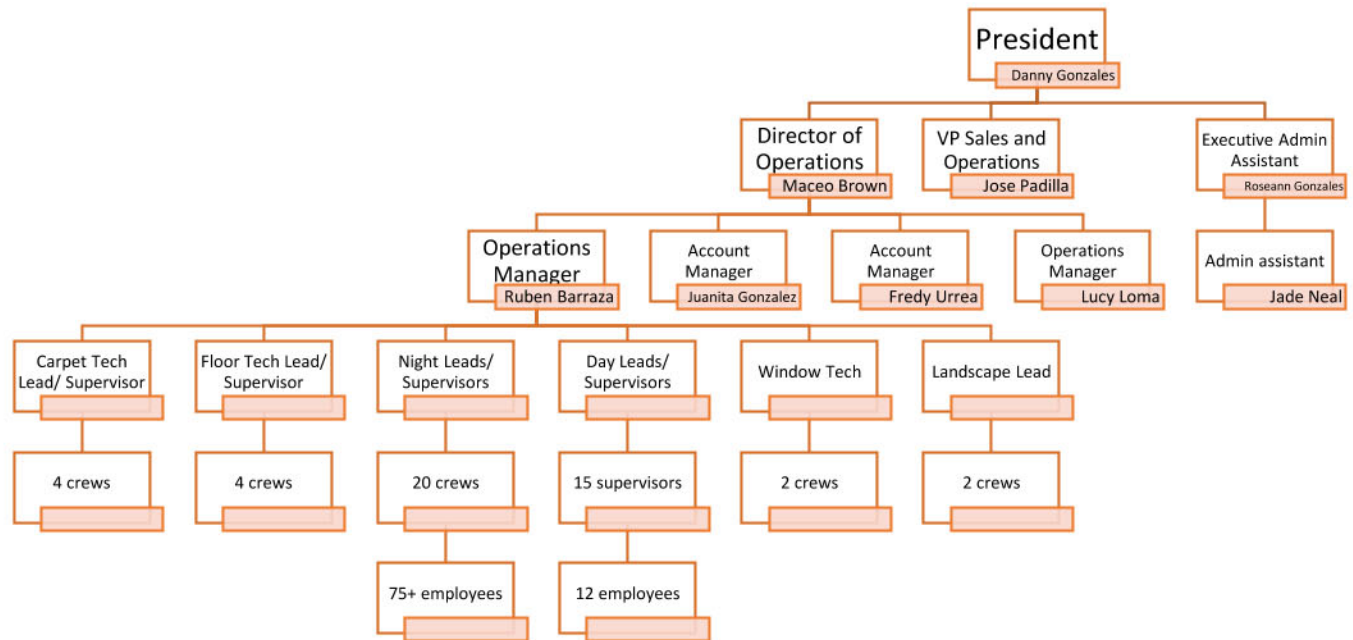 President
Danny Gonzales
Director of
Operations
Maceo Brown
VP Sales and
Operations
Jose Padilla
Executive Admin
Assistant
Roseann Gonzales
Operations
Manager
Ruben Barraza
Account
Manager
Juanita Gonzalez
Account
Manager
Fredy Urrea
Operations
Manager
Lucy Loma
Admin assistant
Jade Neal
Carpet Tech
Lead/ Supervisor
Floor Tech Lead/
Supervisor
Night Leads/
Supervisors
Day Leads/
Supervisors
Window Tech
Landscape Lead
4 crews
4 crews
20 crews
15 supervisors
2 crews
2 crews
75+ employees
12 employees